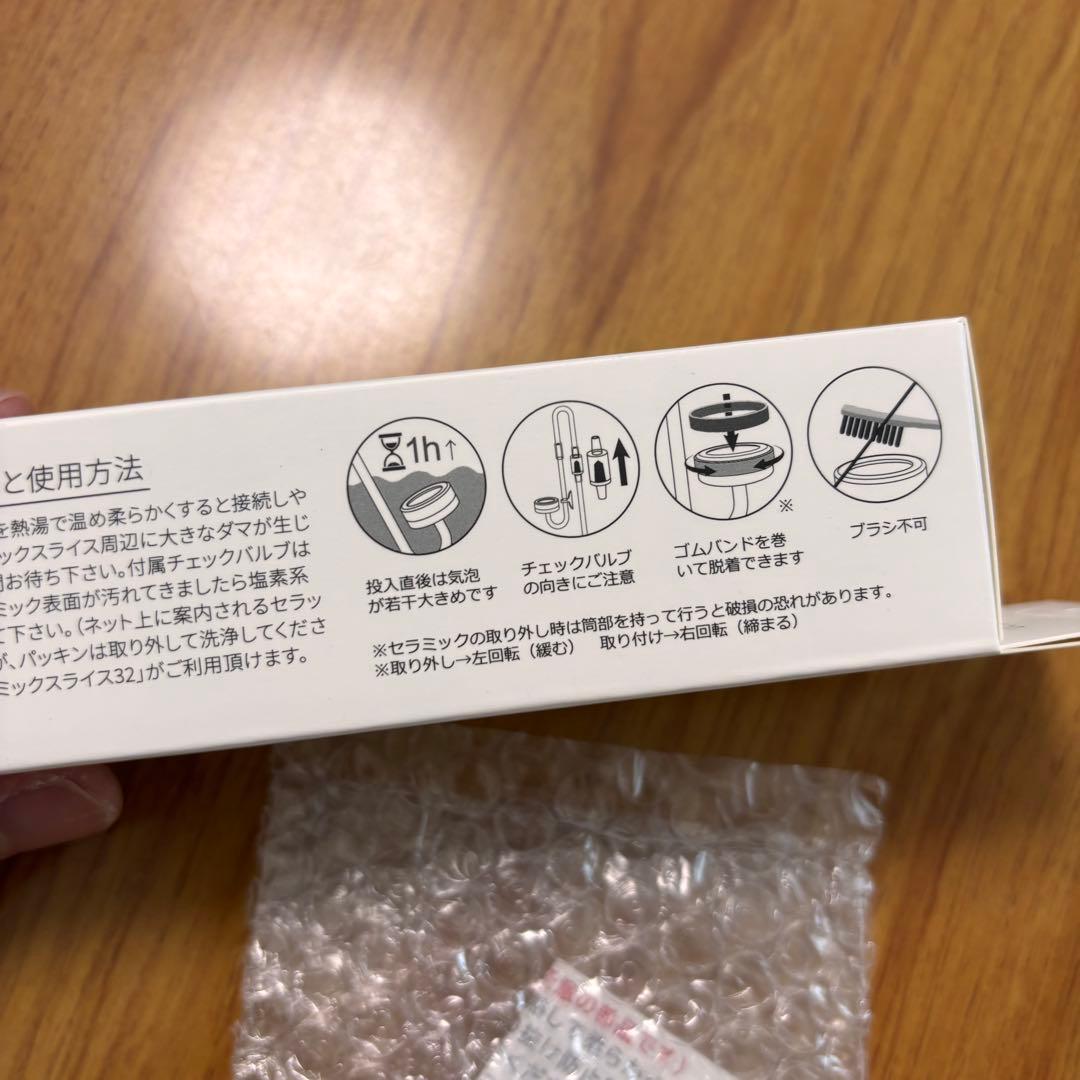 と使用方法
を熱湯で温め柔らかくすると接続しや
ックスライス周辺に大きなダマが生じ
間お待ち下さい。付属チェックバルブは
ミック表面が汚れてきましたら塩素系
て下さい。(ネット上に案内されるセラッ
が、パッキンは取り外して洗浄してくださ
ミックスライス32」がご利用頂けます。
1h↑
投入直後は気泡
が若干大きめです
チェックバルブ
の向きにご注意
※
ゴムバンドを巻
いて脱着できます
ブラシ不可
※セラミックの取り外し時は筒部を持って行うと破損の恐れがあります。
※取り外し→左回転（緩む） 取り付け→右回転（締まる）